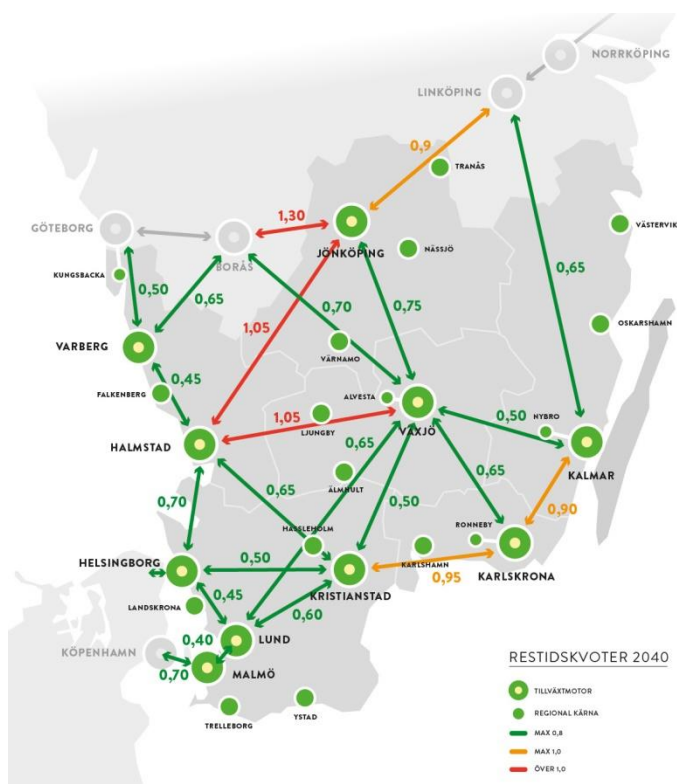 NORRKÖPING
LINKÖPING
0,9
TRANÅS
1,30
GÖTEBORG
BORÅS
JÖNKÖPING
NÄSSJÖ
VÄSTERVIK
KUNGSBACKA
0,50
0,65
0,70
0,75
0,65
OSKARSHAMN
VARBERG
1,05
VÄRNAMO
FALKENBERG
0,45
ALVESTA
1,05
LJUNGBY
VÄXJÖ
0,50
NYBRO
HALMSTAD
0,65
KALMAR
0,70
0,65
ÄLMHULT
0,50
0,65
0,90
HÄSSLEHOLM
RONNEBY
HELSINGBORG
0,50
KARLSHAMN
KARLSKRONA
0,95
KRISTIANSTAD
LANDSKRONA
0,45
0,60
LUND
0,40
KÖPENHAMN
0,70
MALMÖ
TRELLEBORG
YSTAD
RESTIDSKVOTER 2040
TILLVÄXTMOTOR
REGIONAL KÄRNA
MAX 0,8
MAX 1,0
ÖVER 1,0